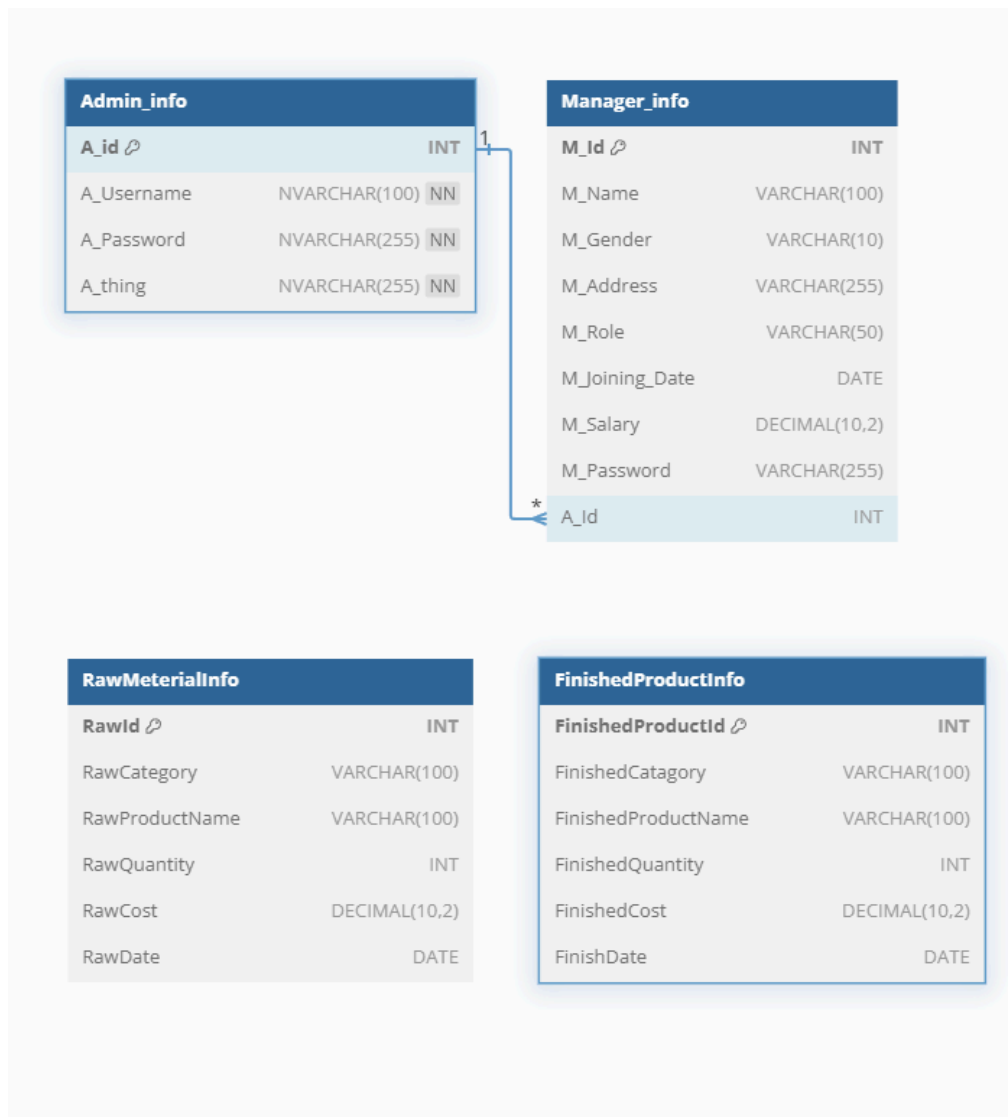 Admin_info
A_id INT
A_Username NVARCHAR(100) NN
A_Password NVARCHAR(255) NN
A_thing NVARCHAR(255) NN
1
Manager_info
M_Id INT
M_Name VARCHAR(100)
M_Gender VARCHAR(10)
M_Address VARCHAR(255)
M_Role VARCHAR(50)
M_Joining_Date DATE
M_Salary DECIMAL(10,2)
M_Password VARCHAR(255)
* A_Id INT
RawMeterialInfo
RawId INT
RawCategory VARCHAR(100)
RawProductName VARCHAR(100)
RawQuantity INT
RawCost DECIMAL(10,2)
RawDate DATE
FinishedProductInfo
FinishedProductId INT
FinishedCatagory VARCHAR(100)
FinishedProductName VARCHAR(100)
FinishedQuantity INT
FinishedCost DECIMAL(10,2)
FinishDate DATE